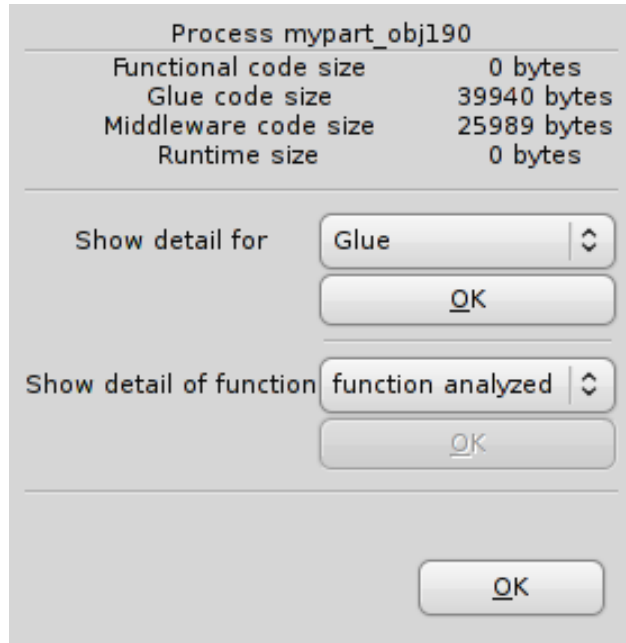 Process mypart_obj190
Functional code size 0 bytes
Glue code size 39940 bytes
Middleware code size 25989 bytes
Runtime size 0 bytes
Show detail for Glue
OK
Show detail of function function analyzed
OK
OK